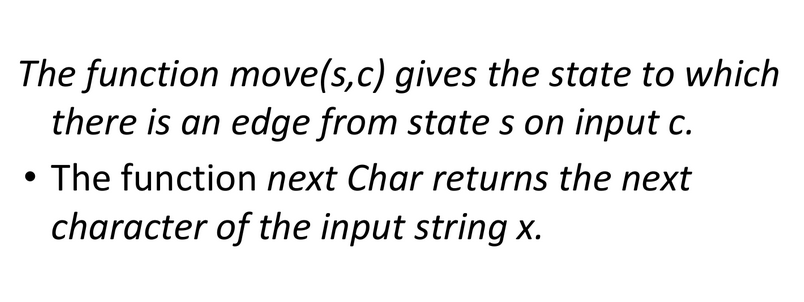 The function move(s,c) gives the state to which
there is an edge from state s on input c.
• The function next Char returns the next
character of the input string x.